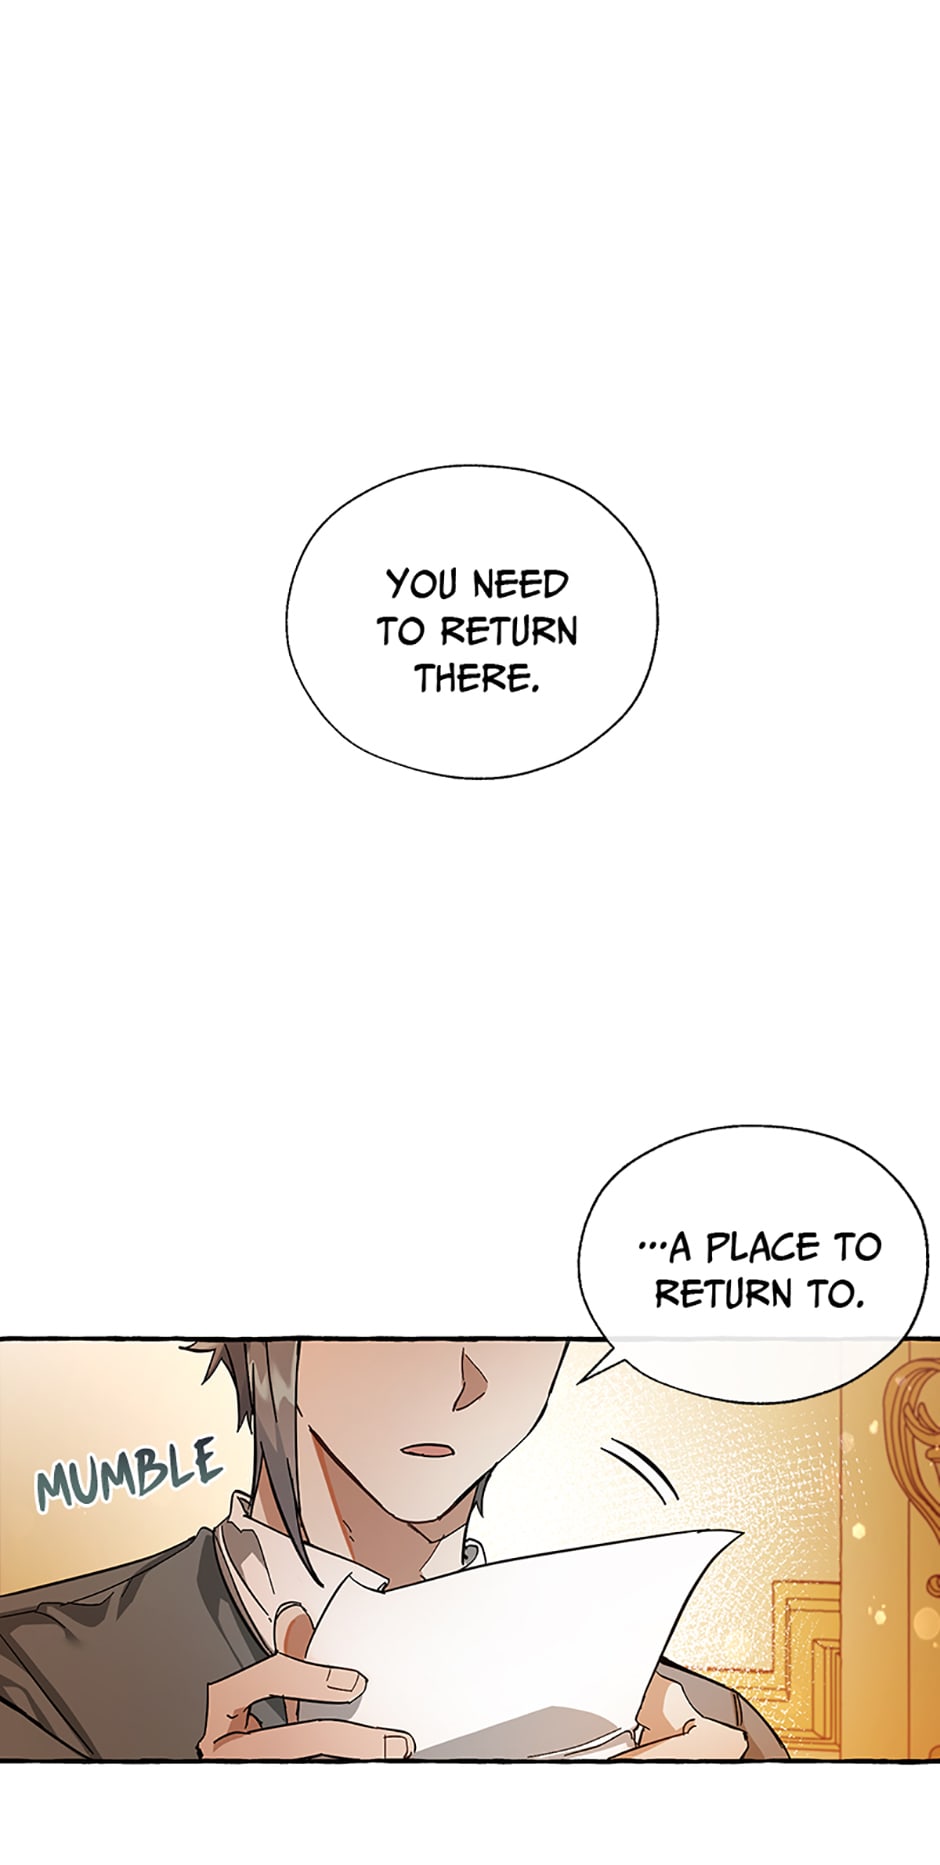 YOU NEED
TO RETURN
THERE.
...A PLACE TO
RETURN TO.
MUMBLE